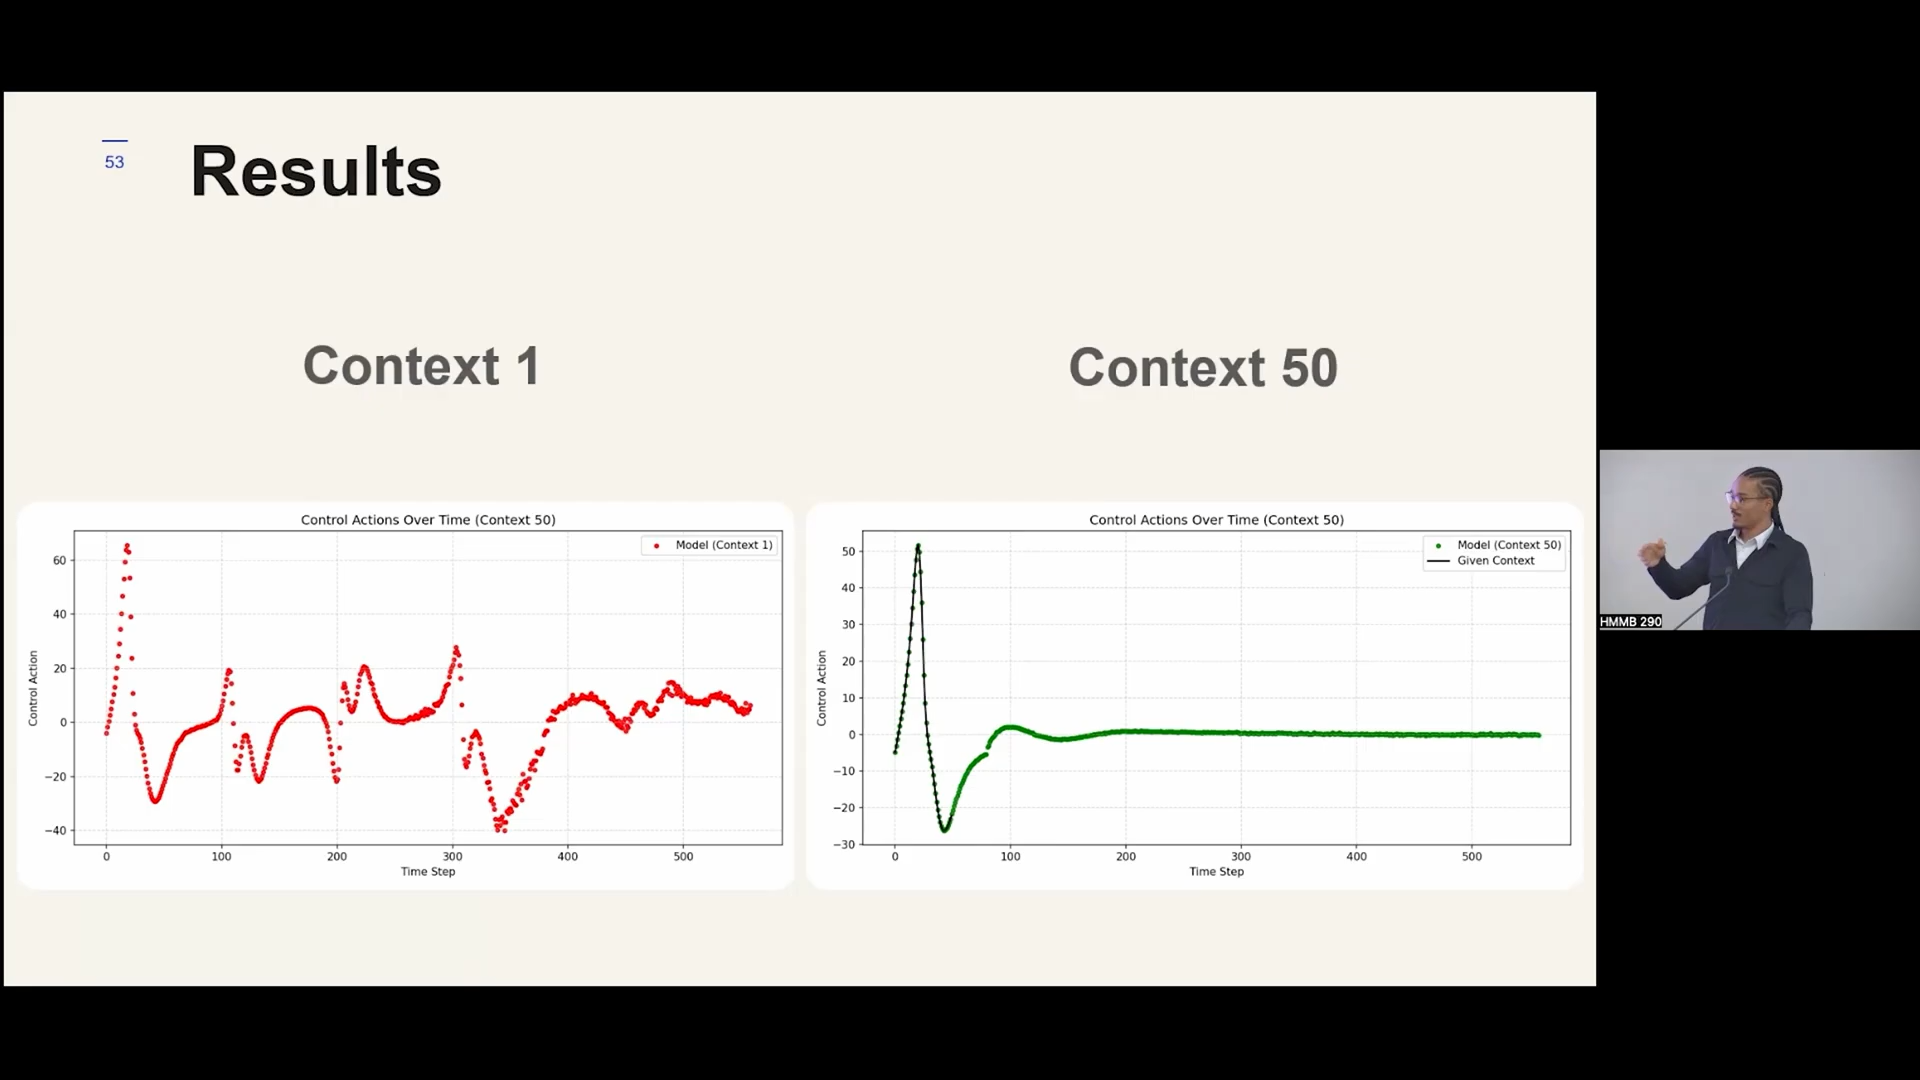 53
Results
Context 1
Context 50
Control Actions Over Time (Context 50)
Model (Context 1)
Control Action
60
40
20
0
−20
−40
0
100
200
300
400
500
Time Step
Control Actions Over Time (Context 50)
Model (Context 50)
Given Context
Control Action
50
40
30
20
10
0
−10
−20
−30
0
100
200
300
400
500
Time Step
HMMB 290